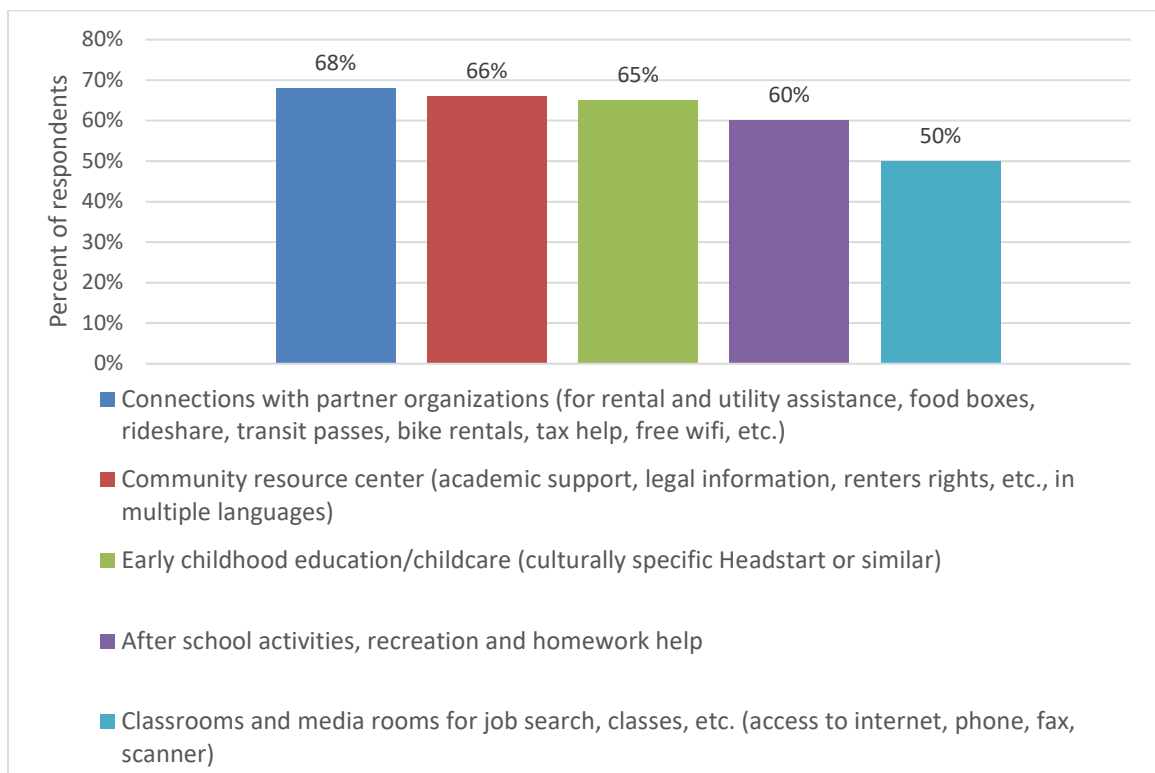 80%
70%
60%
50%
40%
30%
20%
10%
0%
Percent of respondents
68%
66%
65%
60%
50%
Connections with partner organizations (for rental and utility assistance, food boxes,
rideshare, transit passes, bike rentals, tax help, free wifi, etc.)
Community resource center (academic support, legal information, renters rights, etc., in
multiple languages)
Early childhood education/childcare (culturally specific Headstart or similar)
After school activities, recreation and homework help
Classrooms and media rooms for job search, classes, etc. (access to internet, phone, fax,
scanner)